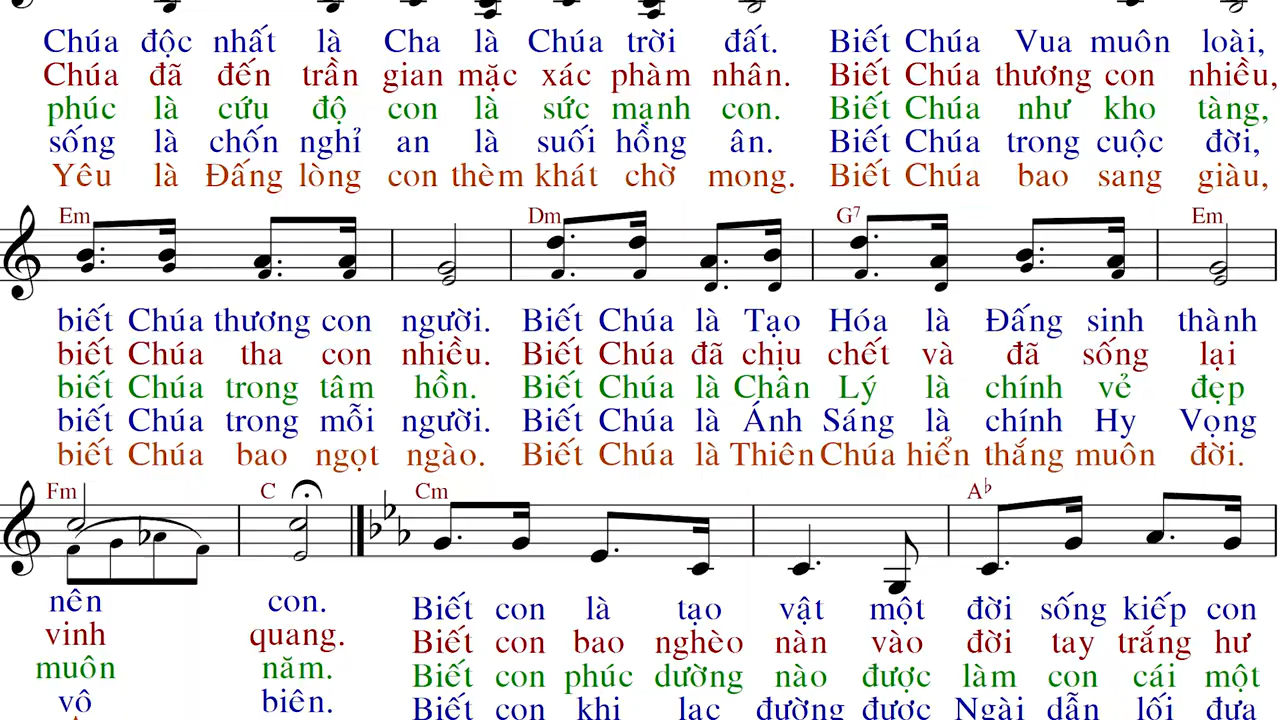 Chúa độc nhất là Cha là Chúa trời đất. Biết Chúa Vua muôn loài,
Chúa đã đến trần gian mặc xác phàm nhân. Biết Chúa thương con nhiều,
phúc là cứu độ con là sức mạnh con. Biết Chúa như kho tàng,
sống là chốn nghỉ an là suối hồng ân. Biết Chúa trong cuộc đời,
Yêu là Đấng lòng con thèm khát chờ mong. Biết Chúa bao sang giàu,
Em Dm G7 Em
biết Chúa thương con người. Biết Chúa là Tạo Hóa là Đấng sinh thành
biết Chúa tha con nhiều. Biết Chúa đã chịu chết và đã sống lại
biết Chúa trong tâm hồn. Biết Chúa là Chân Lý là chính vẻ đẹp
biết Chúa trong mỗi người. Biết Chúa là Ánh Sáng là chính Hy Vọng
biết Chúa bao ngọt ngào. Biết Chúa là Thiên Chúa hiển thắng muôn đời.
Fm C Cm A♭
nên con. Biết con là tạo vật một đời sống kiếp con
vinh quang. Biết con bao nghèo nàn vào đời tay trắng hư
muôn năm. Biết con phúc dường nào được làm con cái một
vô biên. Biết con khi lạc đường được Ngài dẫn lối đưa